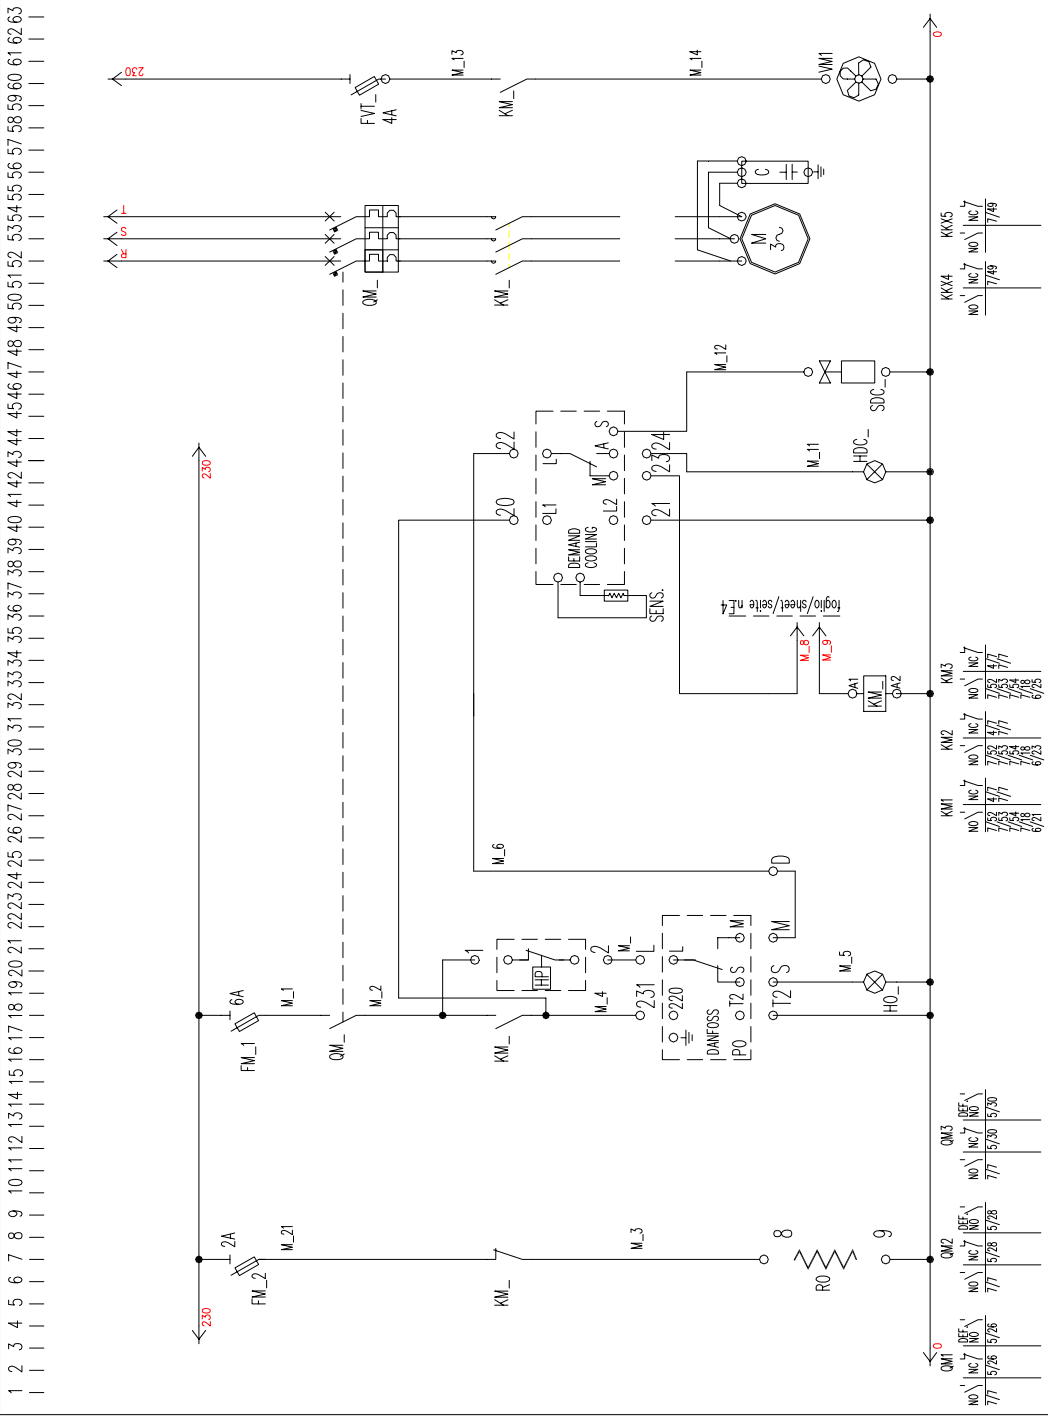 1 2 3 4 5 6 7 8 9 10 11 12 13 14 15 16 17 18 19 20 21 22 23 24 25 26 27 28 29 30 31 32 33 34 35 36 37 38 39 40 41 42 43 44 45 46 47 48 49 50 51 52 53 54 55 56 57 58 59 60 61 62 63
230
230
2A
FM_2
M_21
KM_
M_3
8
RO
9
0
6A
FM_1
M_1
QM_
M_2
KM_
1
HP
2
M_
L
M_4
231
220
L
DANFOSS
PO
T2
S
M
T2
S
M
D
M_5
HO_
M_6
20
22
L1
L
DEMAND
COOLING
SENS.
L2
M
A
S
21
23
24
M_8
M_9
foglio/sheet/seite n.E4
A1
KM_
A2
M_11
HDC_
M_12
SDC_
R
S
T
QM_
KM_
M
3~
C
230
FVT_
4A
M_13
KM_
M_14
VM1
0
QM1
NO NC DEF. NO
7/7 5/26 5/26
QM2
NO NC DEF. NO
7/7 5/28 5/28
QM3
NO NC DEF. NO
7/7 5/30 5/30
KM1
NO NC
7/52 4/7
7/53 7/7
7/54
7/18
6/21
KM2
NO NC
7/52 4/7
7/53 7/7
7/54
7/18
6/23
KM3
NO NC
7/52 4/7
7/53 7/7
7/54
7/18
6/25
KKX4
NO NC
7/49
KKX5
NO NC
7/49